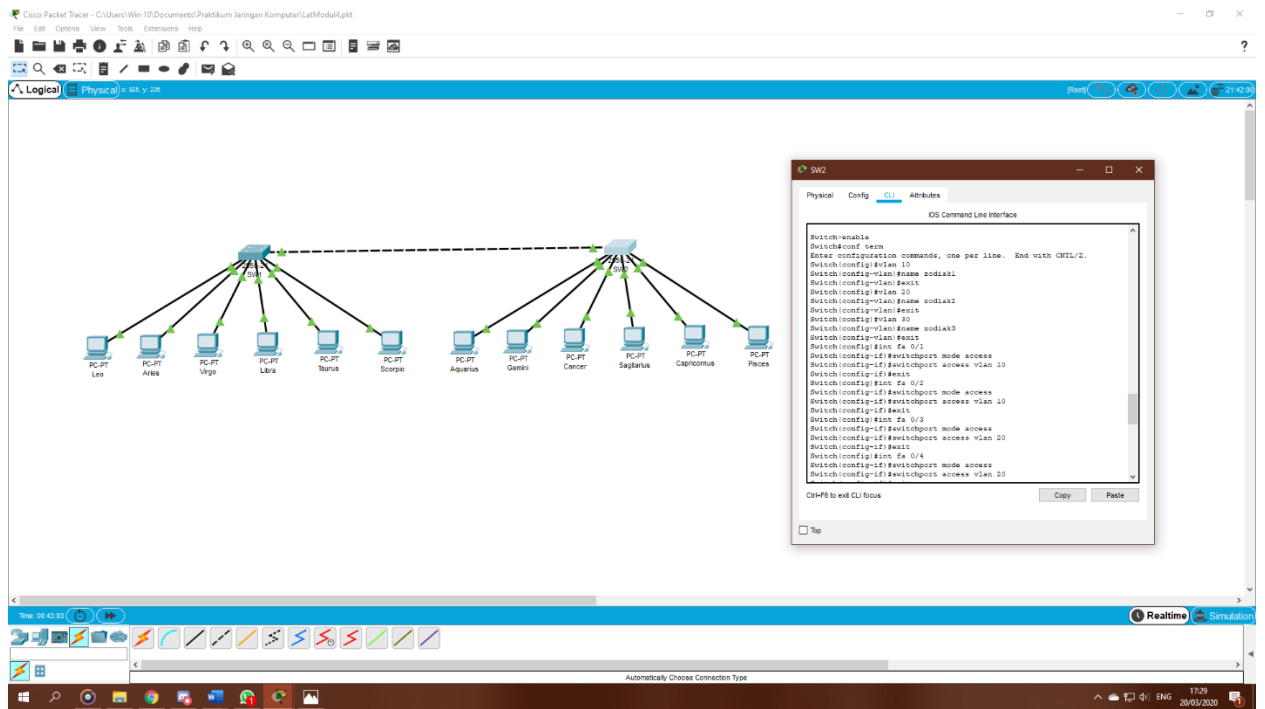 Cisco Packet Tracer - C:\Users\Win 10\Documents\Praktikum Jaringan Komputer\LatModul4.pkt
File Edit Options View Tools Extensions Help
?
Logical
Physical
x: 925, y: 235
[Root]
21:42:00
SW1
SW2
PC-PT
Leo
PC-PT
Aries
PC-PT
Virgo
PC-PT
Libra
PC-PT
Taurus
PC-PT
Scorpio
PC-PT
Aquarius
PC-PT
Gemini
PC-PT
Cancer
PC-PT
Sagitarius
PC-PT
Capricornus
PC-PT
Pisces
SW2
Physical Config CLI Attributes
IOS Command Line Interface
Switch>enable
Switch#conf term
Enter configuration commands, one per line. End with CNTL/Z.
Switch(config)#vlan 10
Switch(config-vlan)#name zodiak1
Switch(config-vlan)#exit
Switch(config)#vlan 20
Switch(config-vlan)#name zodiak2
Switch(config-vlan)#exit
Switch(config)#vlan 30
Switch(config-vlan)#name zodiak3
Switch(config-vlan)#exit
Switch(config)#int fa 0/1
Switch(config-if)#switchport mode access
Switch(config-if)#switchport access vlan 10
Switch(config-if)#exit
Switch(config)#int fa 0/2
Switch(config-if)#switchport mode access
Switch(config-if)#switchport access vlan 10
Switch(config-if)#exit
Switch(config)#int fa 0/3
Switch(config-if)#switchport mode access
Switch(config-if)#switchport access vlan 20
Switch(config-if)#exit
Switch(config)#int fa 0/4
Switch(config-if)#switchport mode access
Switch(config-if)#switchport access vlan 20
Ctrl+F6 to exit CLI focus
Copy
Paste
Top
Time: 00:43:03
Realtime
Simulation
Automatically Choose Connection Type
ENG
17:29
20/03/2020